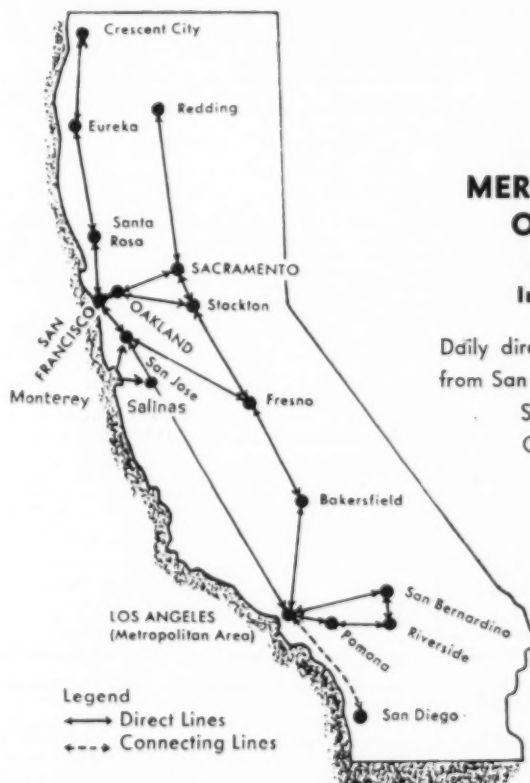 Crescent City
Redding
Eureka
MER
O
Santa
Rosa
SACRAMENTO
In
OAKLAND
Stockton
SAN
FRANCISCO
Daily dire
from San
S
C
San Jose
Monterey
Salinas
Fresno
Bakersfield
San Bernardino
LOS ANGELES
(Metropolitan Area)
Pomona
Riverside
Legend
Direct Lines
Connecting Lines
San Diego